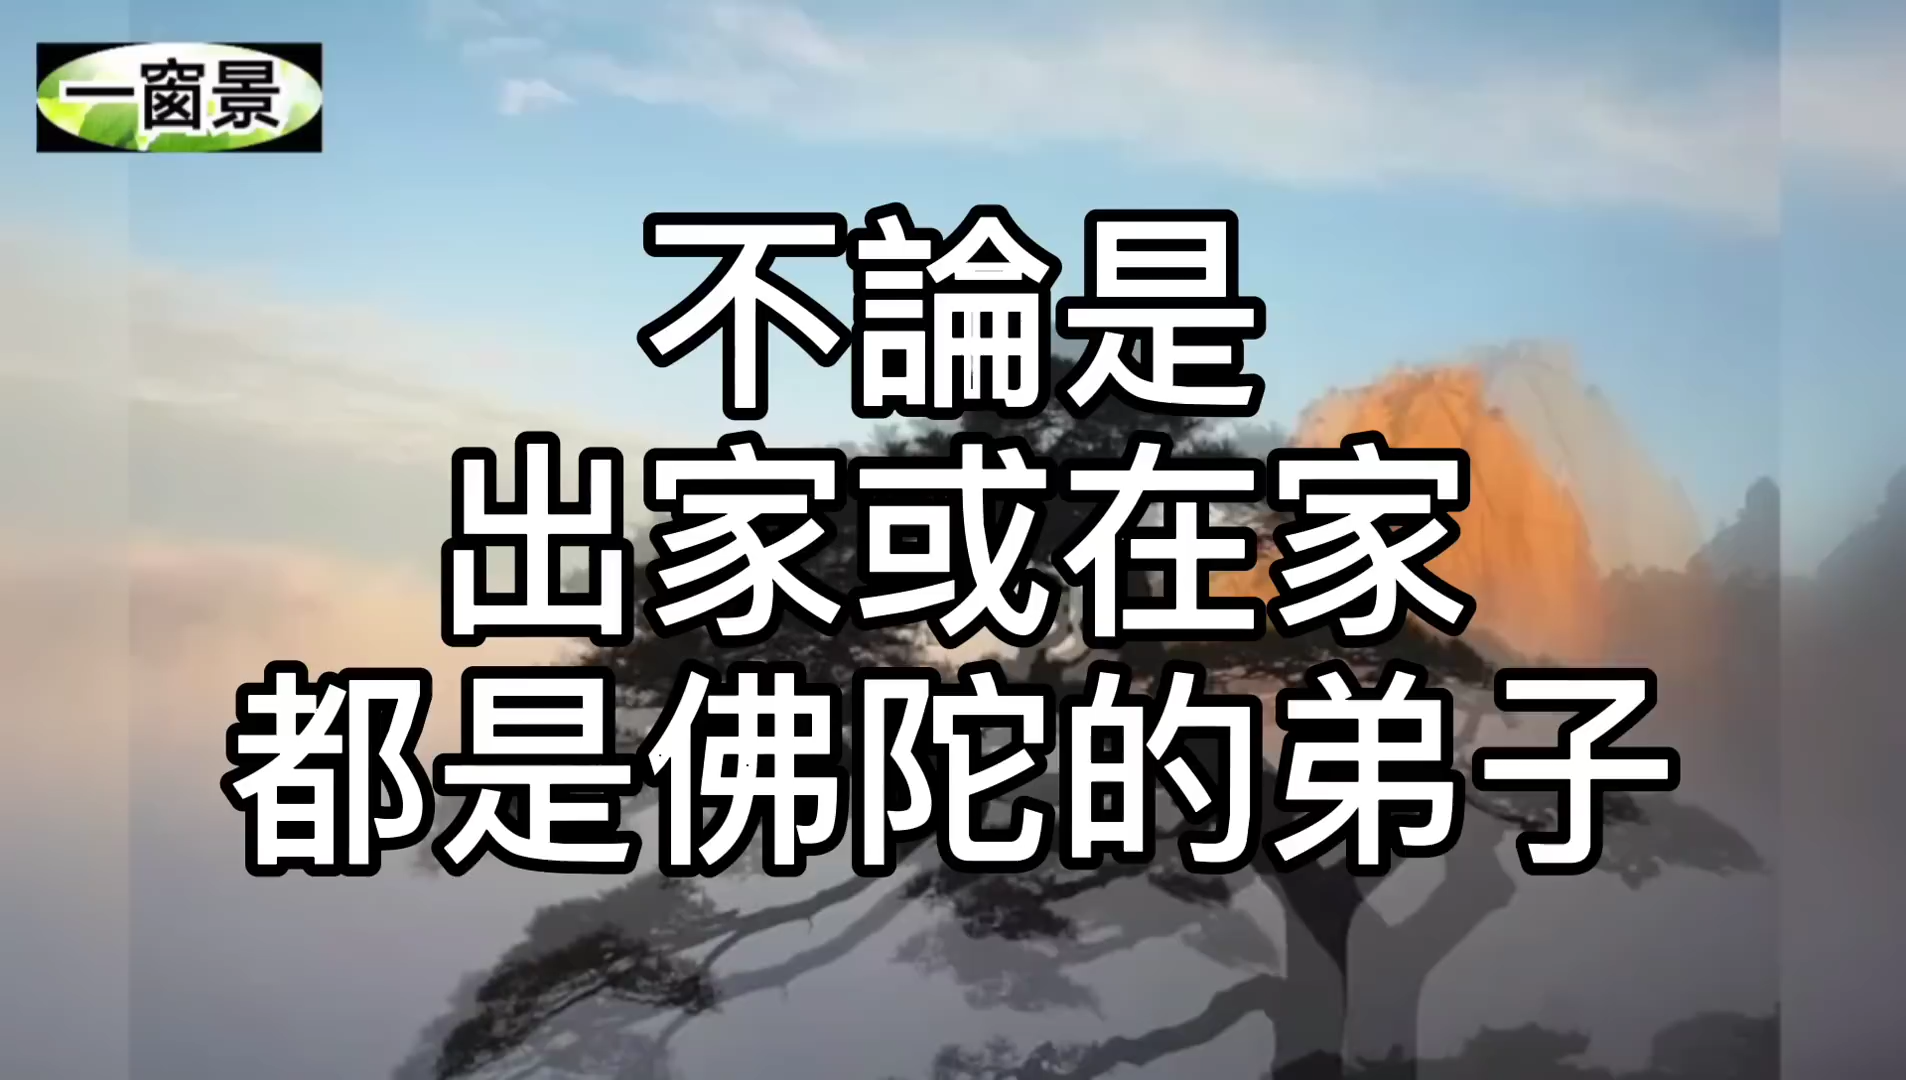 一窗景
不論是
出家或在家
都是佛陀的弟子